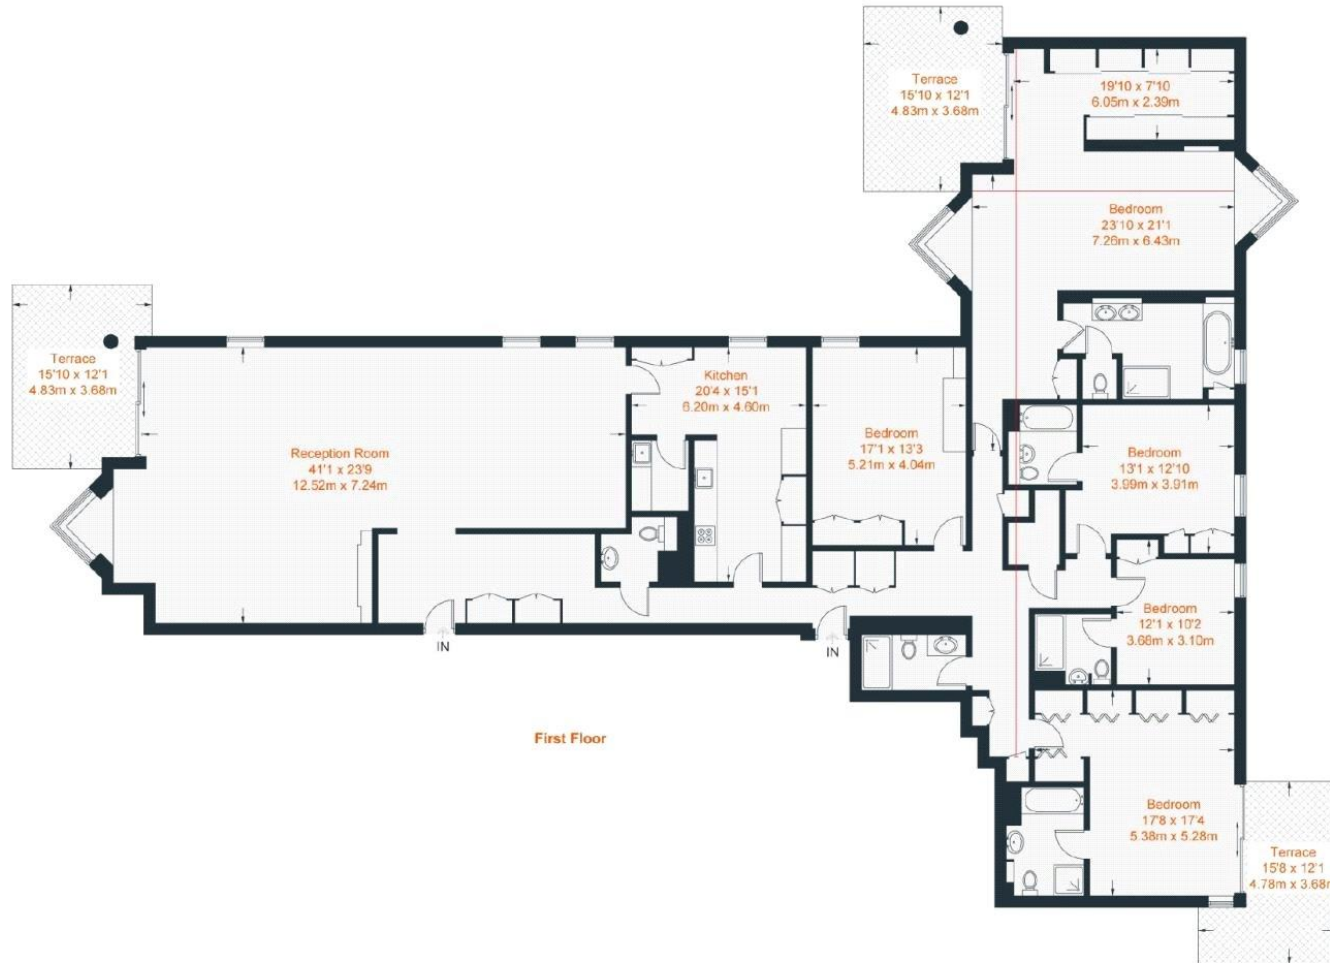 Terrace
15'10 x 12'1
4.83m x 3.68m
19'10 x 7'10
6.05m x 2.39m
Bedroom
23'10 x 21'1
7.26m x 6.43m
Terrace
15'10 x 12'1
4.83m x 3.68m
Reception Room
41'1 x 23'9
12.52m x 7.24m
Kitchen
20'4 x 15'1
6.20m x 4.60m
Bedroom
17'1 x 13'3
5.21m x 4.04m
Bedroom
13'1 x 12'10
3.99m x 3.91m
Bedroom
12'1 x 10'2
3.68m x 3.10m
IN
IN
First Floor
Bedroom
17'8 x 17'4
5.38m x 5.28m
Terrace
15'8 x 12'1
4.78m x 3.68m